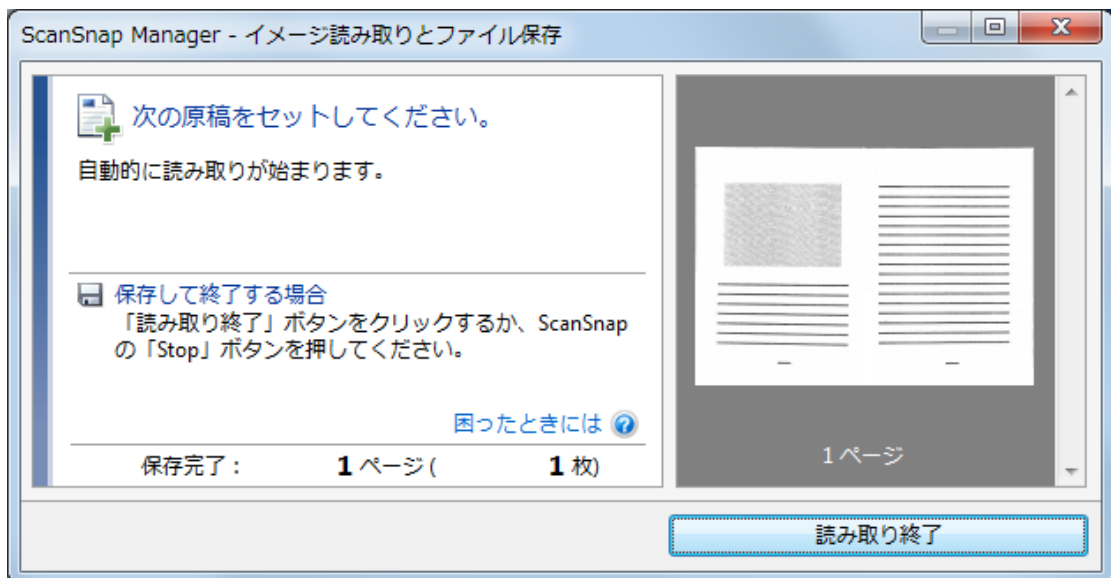 ScanSnap Manager - イメージ読み取りとファイル保存
次の原稿をセットしてください。
自動的に読み取りが始まります。
保存して終了する場合
「読み取り終了」ボタンをクリックするか、ScanSnap
の「Stop」ボタンを押してください。
困ったときには
保存完了： 1 ページ ( 1 枚)
1 ページ
読み取り終了